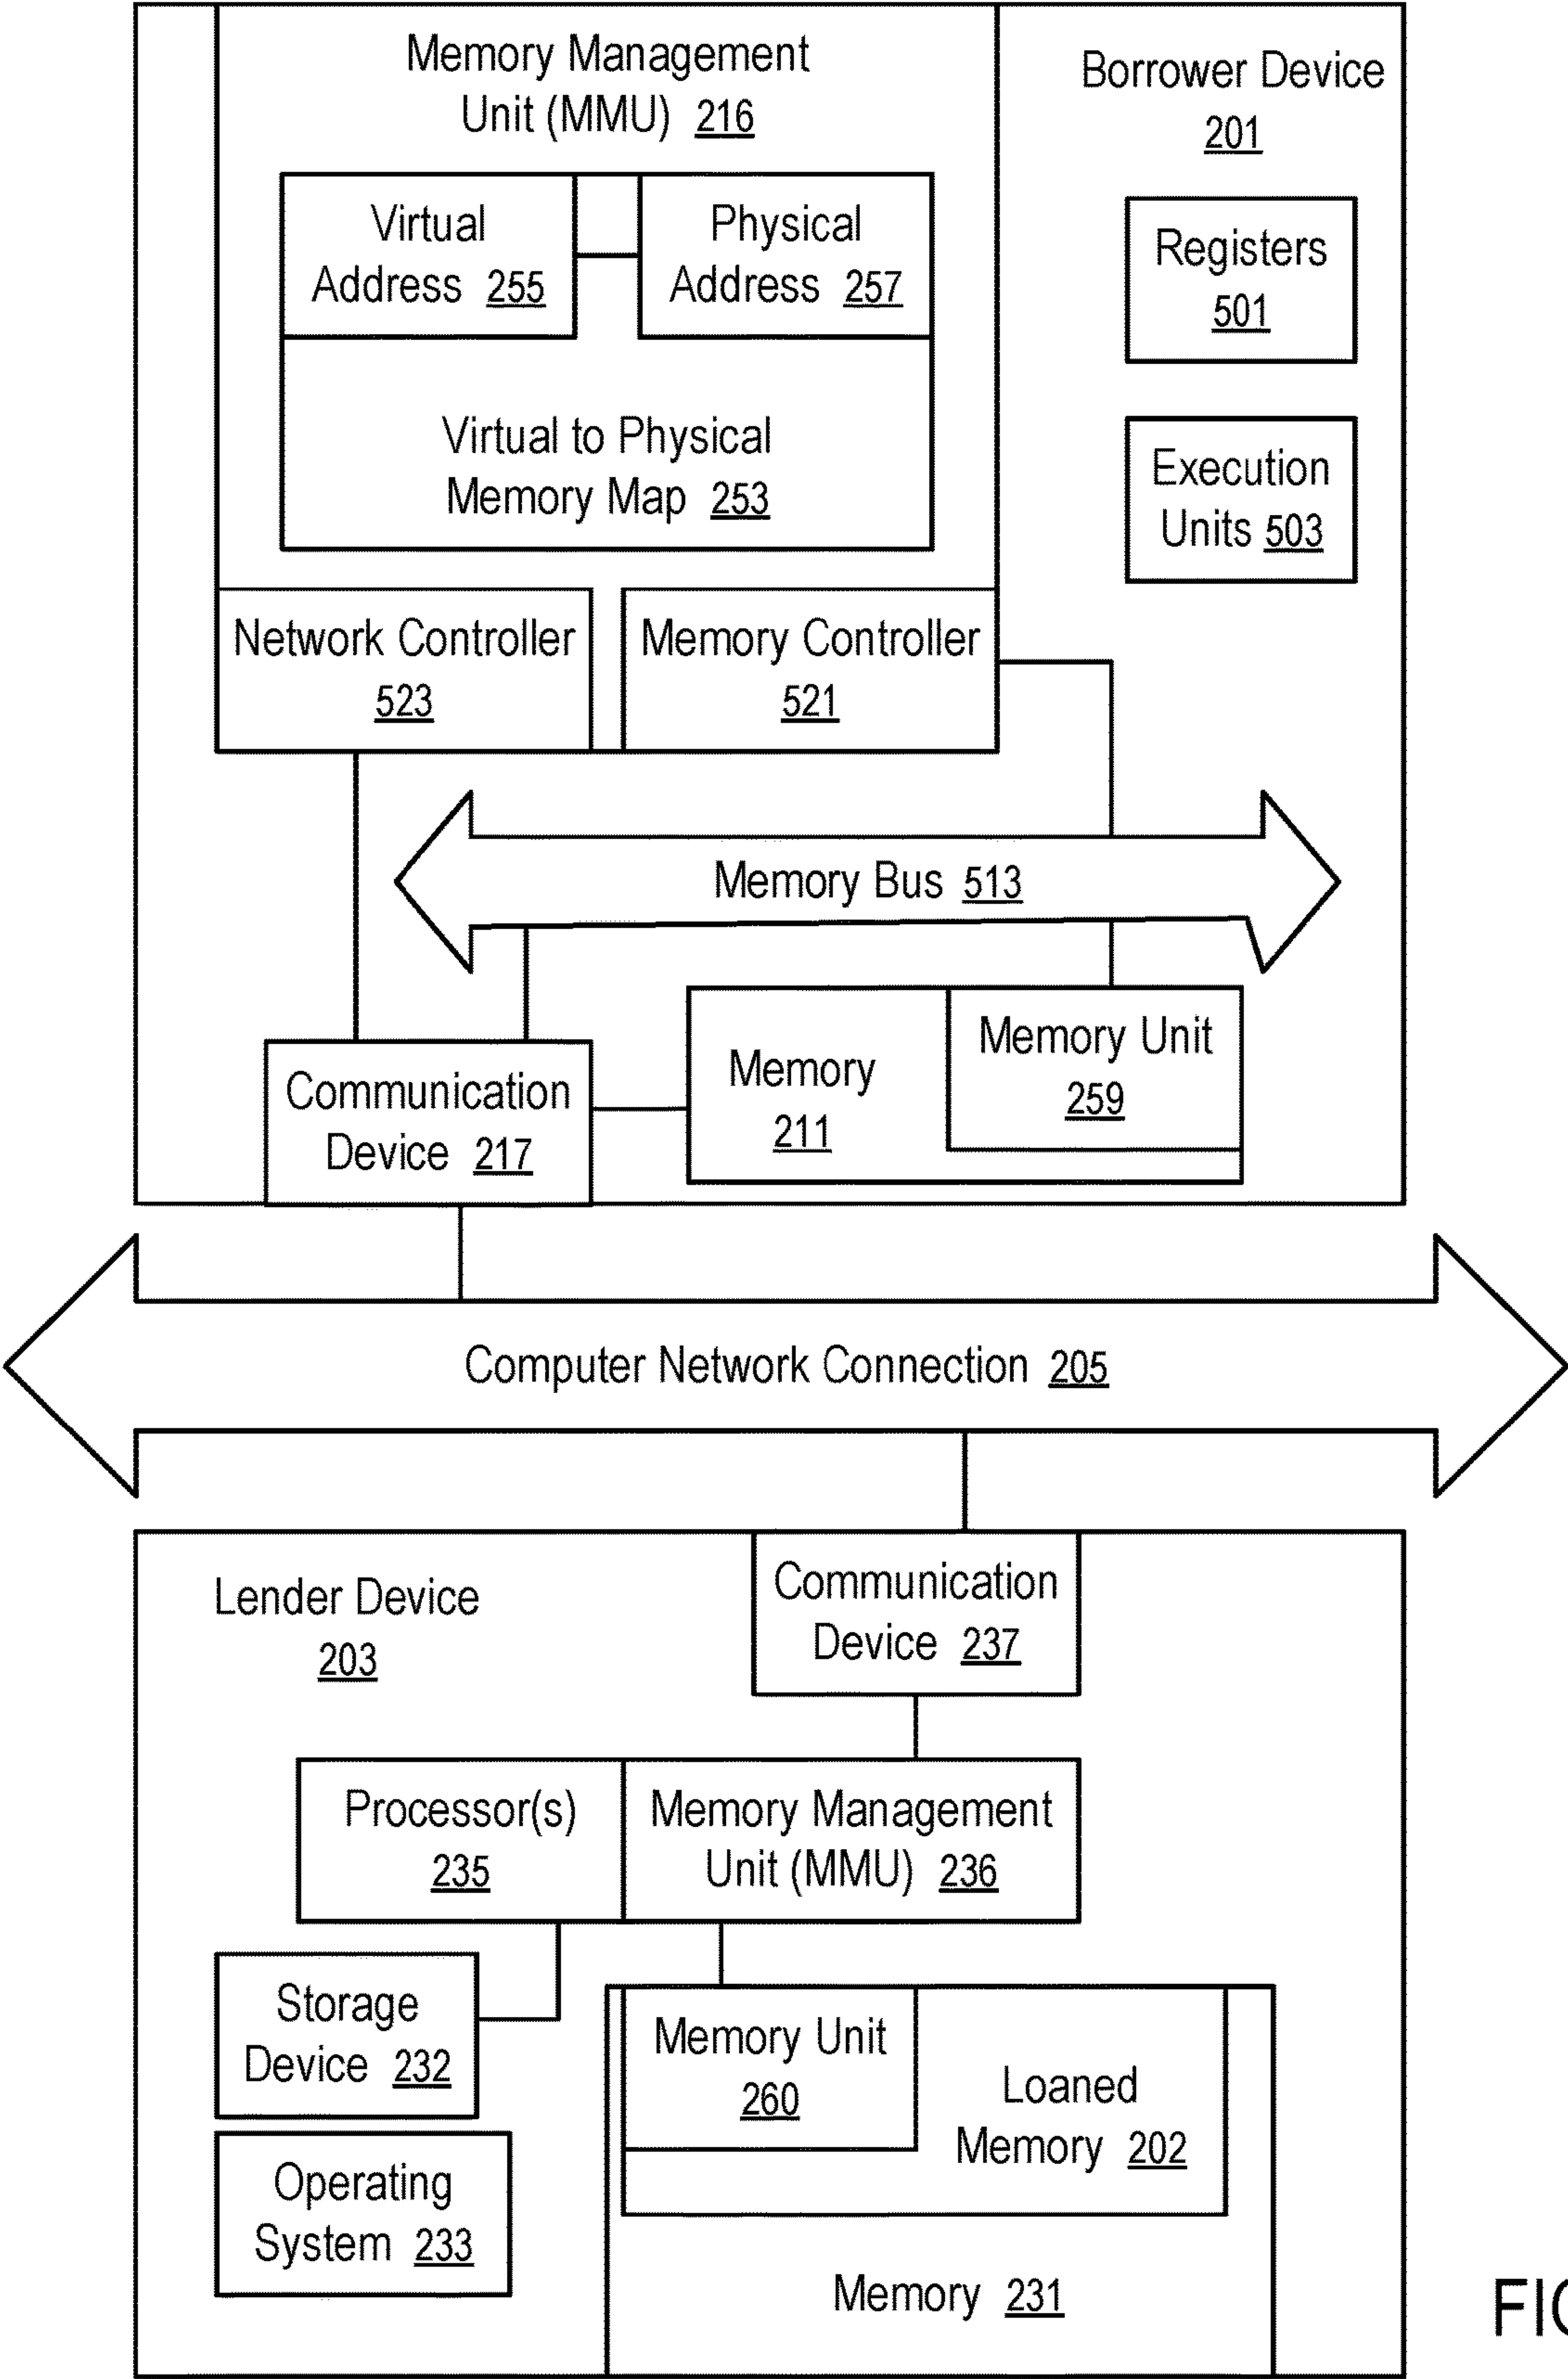 Memory Management
Unit (MMU) 216
Borrower Device
201
Virtual
Address 255
Physical
Address 257
Registers
501
Virtual to Physical
Memory Map 253
Execution
Units 503
Network Controller
523
Memory Controller
521
Memory Bus 513
Communication
Device 217
Memory
211
Memory Unit
259
Computer Network Connection 205
Lender Device
203
Communication
Device 237
Processor(s)
235
Memory Management
Unit (MMU) 236
Storage
Device 232
Memory Unit
260
Loaned
Memory 202
Operating
System 233
Memory 231